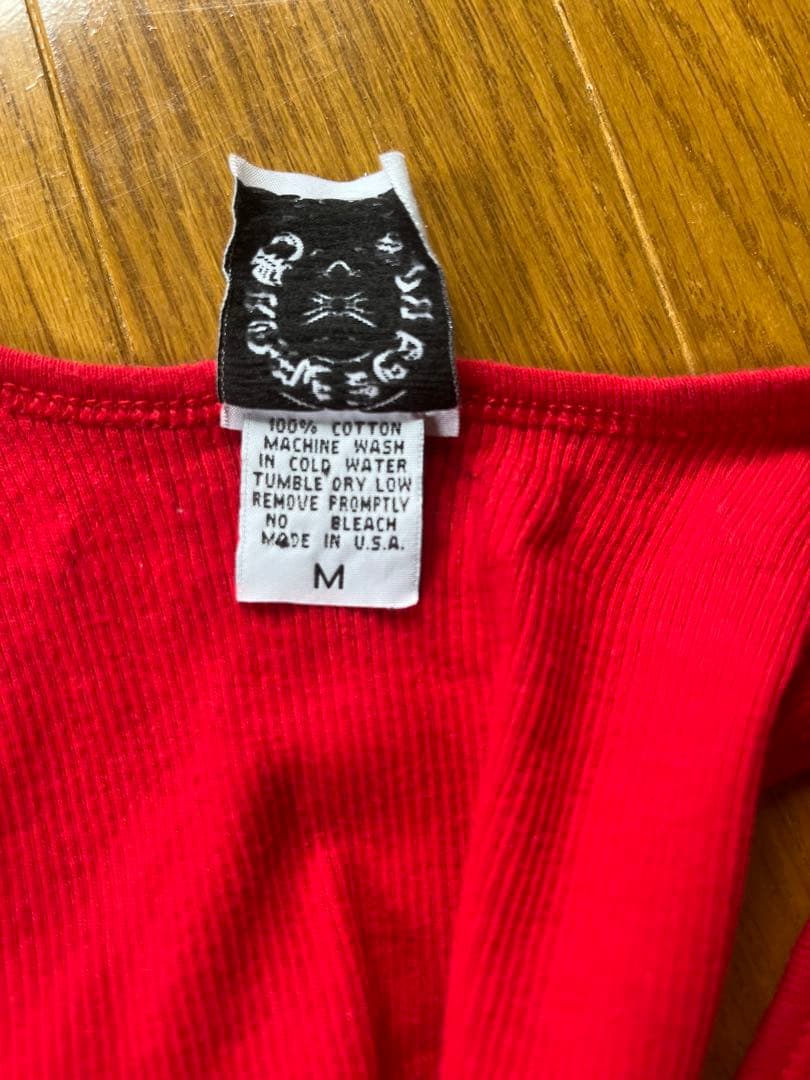 100% COTTON
MACHINE WASH
IN COLD WATER
TUMBLE DRY LOW
REMOVE PROMPTLY
NO BLEACH
MADE IN U.S.A.
M